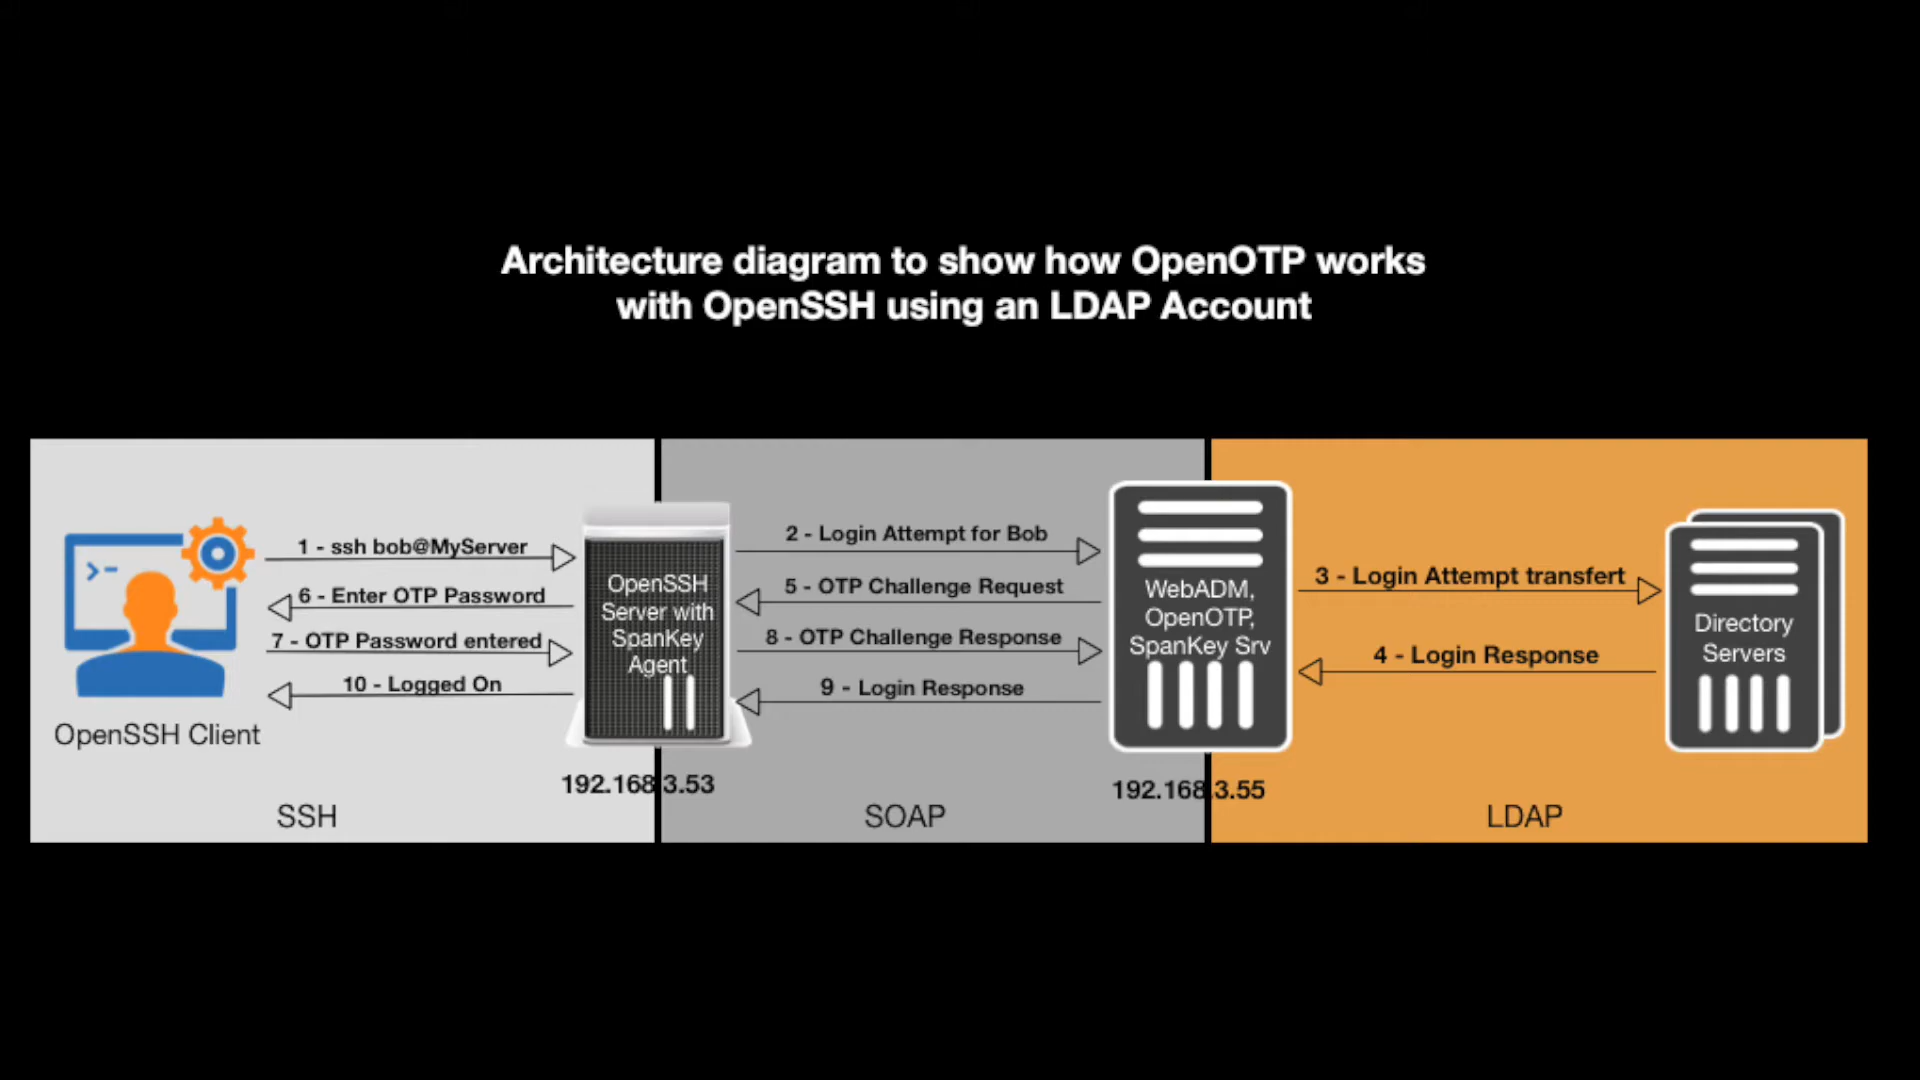 Architecture diagram to show how OpenOTP works
with OpenSSH using an LDAP Account
1 - ssh bob@MyServer
6 - Enter OTP Password
7 - OTP Password entered
10 - Logged On
OpenSSH Client
SSH
OpenSSH
Server with
SpanKey
Agent
192.168.3.53
2 - Login Attempt for Bob
5 - OTP Challenge Request
8 - OTP Challenge Response
9 - Login Response
SOAP
WebADM,
OpenOTP,
SpanKey Srv
192.168.3.55
3 - Login Attempt transfert
4 - Login Response
LDAP
Directory
Servers